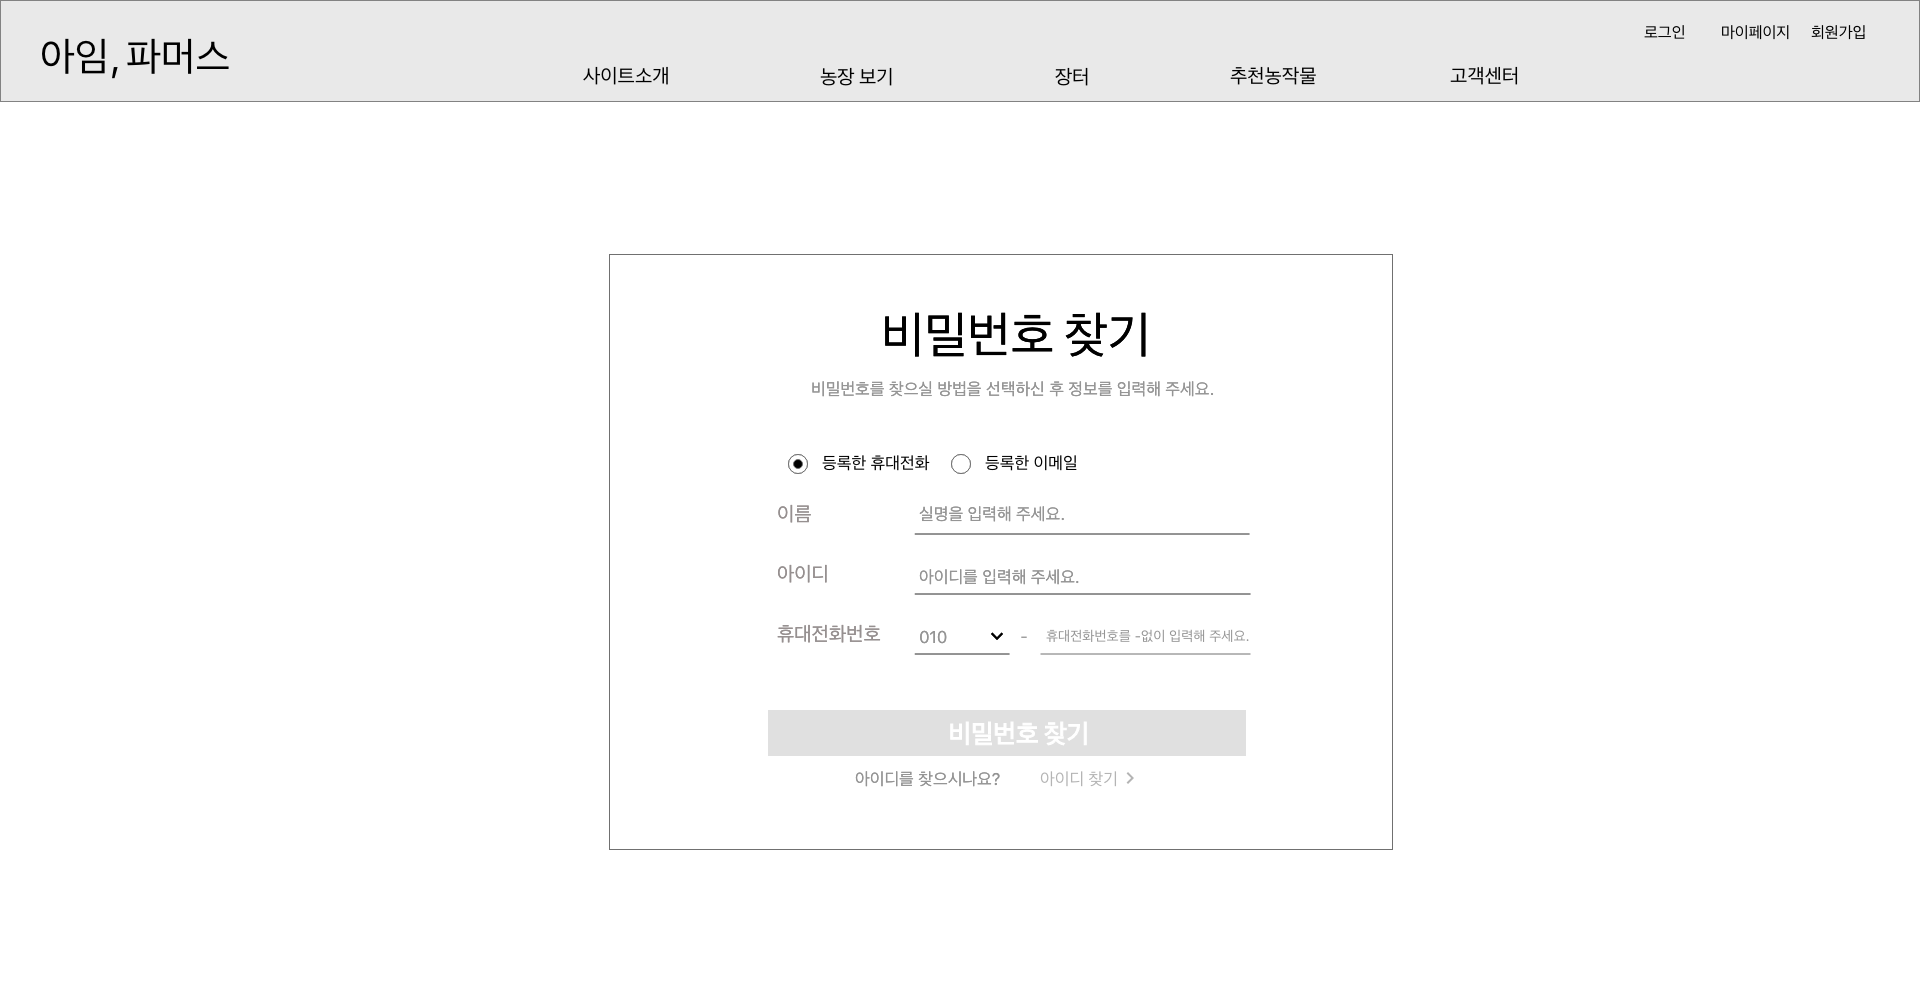 아임, 파머스
로그인 마이페이지 회원가입
사이트소개 농장 보기 장터 추천농작물 고객센터
비밀번호 찾기
비밀번호를 찾으실 방법을 선택하신 후 정보를 입력해 주세요.
등록한 휴대전화 등록한 이메일
이름 실명을 입력해 주세요.
아이디 아이디를 입력해 주세요.
휴대전화번호 010 - 휴대전화번호를 -없이 입력해 주세요.
비밀번호 찾기
아이디를 찾으시나요? 아이디 찾기 >